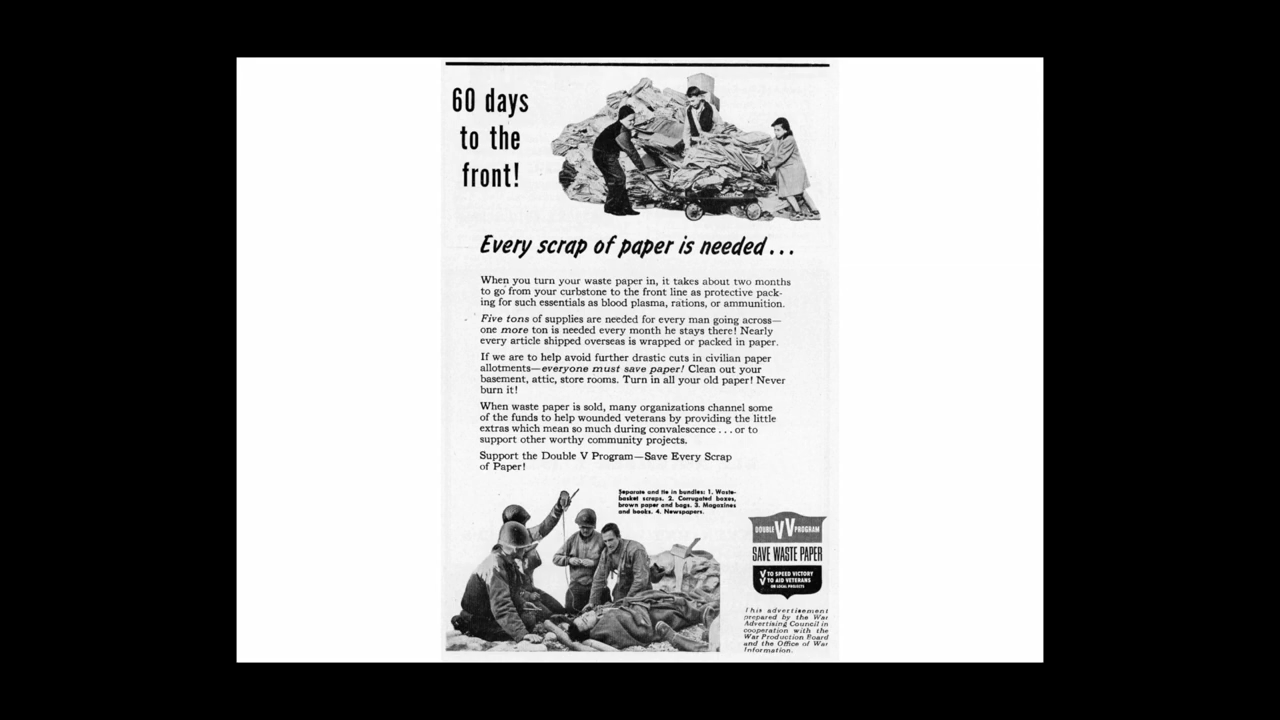 60 days
to the
front!
Every scrap of paper is needed...
When you turn your waste paper in, it takes about two months
to go from your curbstone to the front line as protective pack-
ing for such essentials as blood plasma, rations, or ammunition.
Five tons of supplies are needed for every man going across—
one more ton is needed every month he stays there! Nearly
every article shipped overseas is wrapped or packed in paper.
If we are to help avoid further drastic cuts in civilian paper
allotments—everyone must save paper! Clean out your
basement, attic, store rooms. Turn in all your old paper! Never
burn it!
When waste paper is sold, many organizations channel some
of the funds to help wounded veterans by providing the little
extras which mean so much during convalescence...or to
support other worthy community projects.
Support the Double V Program—Save Every Scrap
of Paper!
Separate and tie in bundles: 1. Waste-
basket scraps. 2. Corrugated boxes,
brown paper and bags. 3. Magazines
and books. 4. Newspapers.
DOUBLE VV PROGRAM
SAVE WASTE PAPER
V TO SPEED VICTORY
V TO AID VETERANS
OR LOCAL PROJECTS
This advertisement
prepared by the War
Advertising Council in
cooperation with the
War Production Board
and the Office of War
Information.